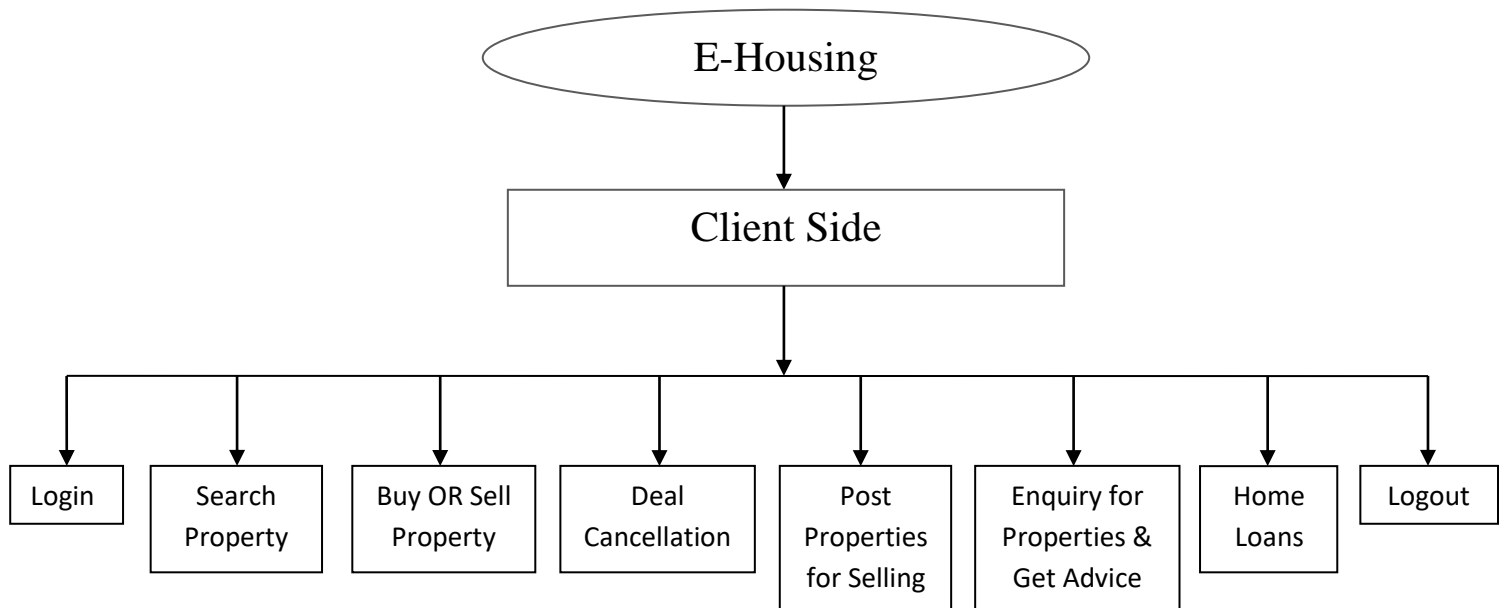 E-Housing
Client Side
Login
Search
Property
Buy OR Sell
Property
Deal
Cancellation
Post
Properties
for Selling
Enquiry for
Properties &
Get Advice
Home
Loans
Logout